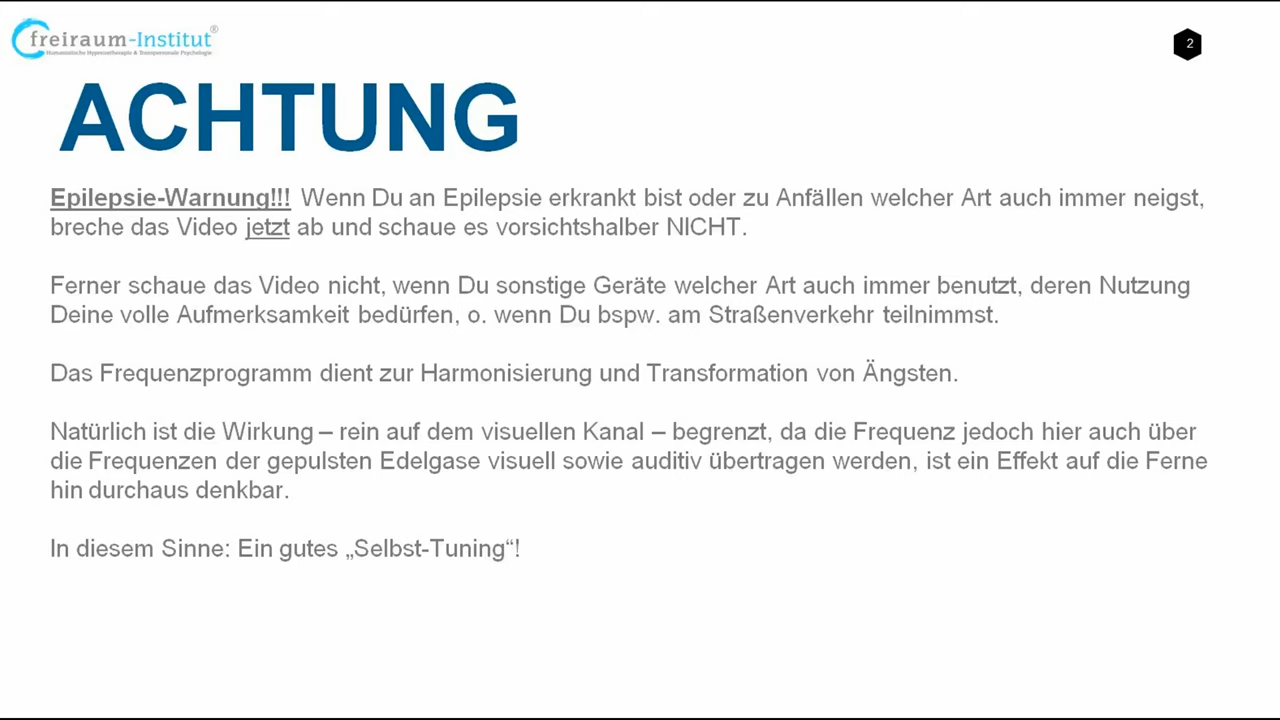 freiraum-Institut®
Humanistische Hypnosetherapie & Transpersonale Psychologie
2
ACHTUNG
Epilepsie-Warnung!!! Wenn Du an Epilepsie erkrankt bist oder zu Anfällen welcher Art auch immer neigst,
breche das Video jetzt ab und schaue es vorsichtshalber NICHT.
Ferner schaue das Video nicht, wenn Du sonstige Geräte welcher Art auch immer benutzt, deren Nutzung
Deine volle Aufmerksamkeit bedürfen, o. wenn Du bspw. am Straßenverkehr teilnimmst.
Das Frequenzprogramm dient zur Harmonisierung und Transformation von Ängsten.
Natürlich ist die Wirkung – rein auf dem visuellen Kanal – begrenzt, da die Frequenz jedoch hier auch über
die Frequenzen der gepulsten Edelgase visuell sowie auditiv übertragen werden, ist ein Effekt auf die Ferne
hin durchaus denkbar.
In diesem Sinne: Ein gutes „Selbst-Tuning“!